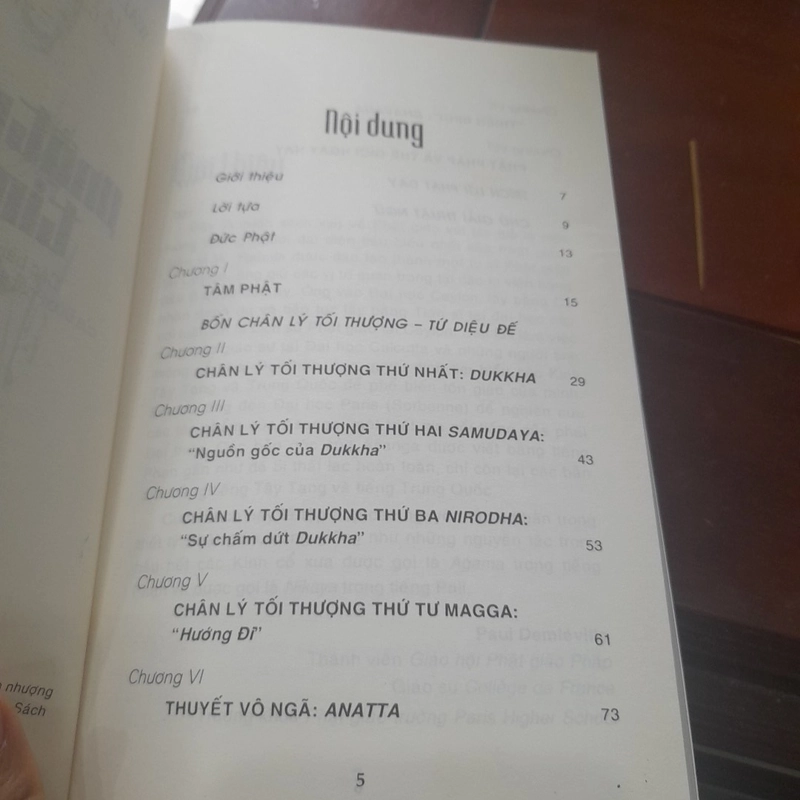 Nội dung
Giới thiệu 7
Lời tựa 9
Đức Phật 13
Chương I
TÂM PHẬT 15
BỐN CHÂN LÝ TỐI THƯỢNG – TỨ DIỆU ĐẾ
Chương II
CHÂN LÝ TỐI THƯỢNG THỨ NHẤT: DUKKHA 29
Chương III
CHÂN LÝ TỐI THƯỢNG THỨ HAI SAMUDAYA:
“Nguồn gốc của Dukkha” 43
Chương IV
CHÂN LÝ TỐI THƯỢNG THỨ BA NIRODHA:
“Sự chấm dứt Dukkha” 53
Chương V
CHÂN LÝ TỐI THƯỢNG THỨ TƯ MAGGA:
“Hướng Đi” 61
Chương VI
THUYẾT VÔ NGÃ: ANATTA 73
5
nhượng
Sách